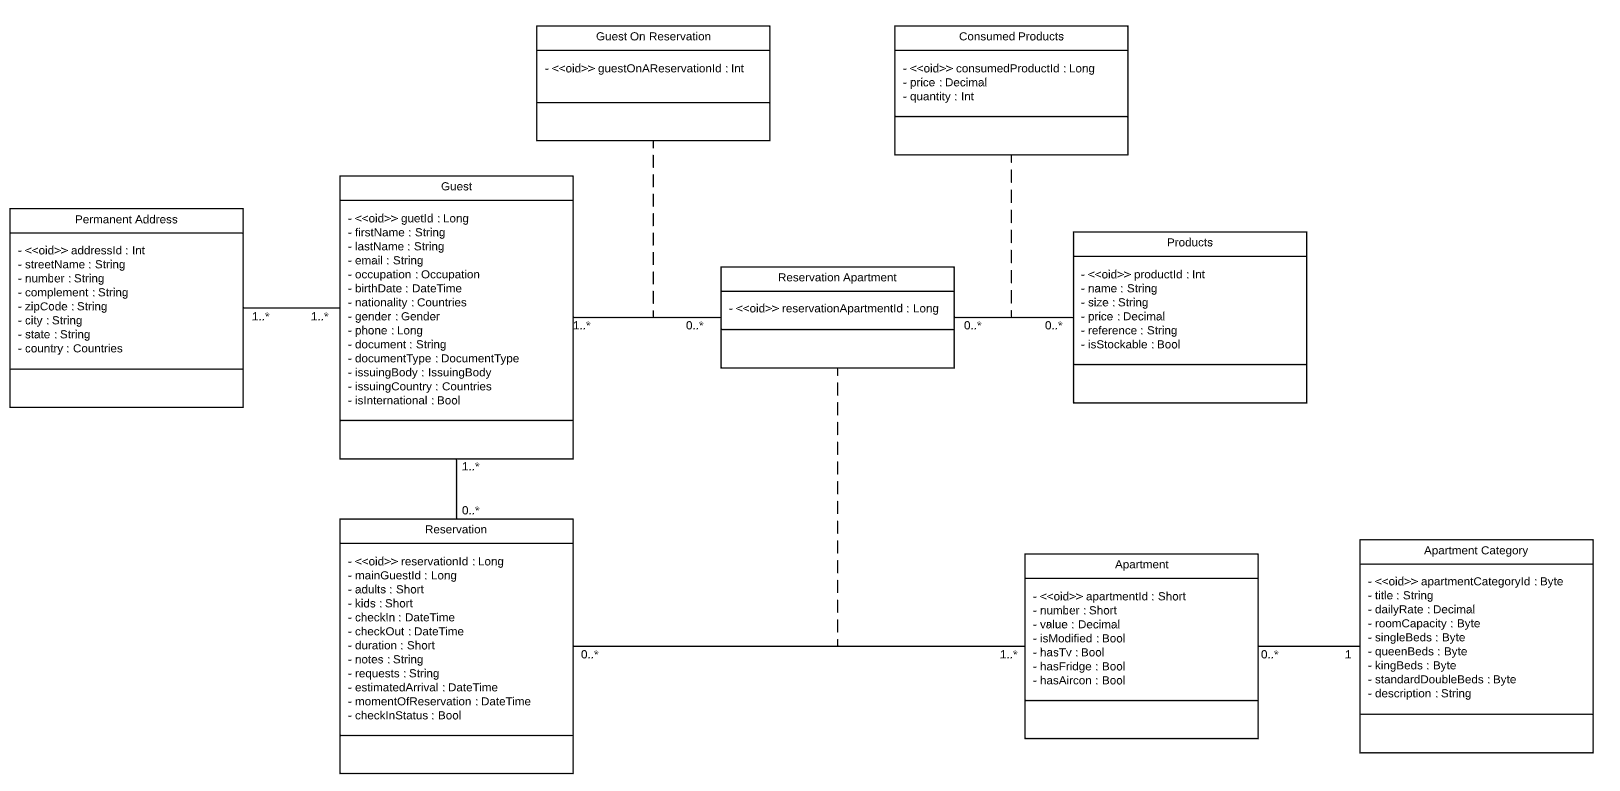 Guest On Reservation
- <<oid>> guestOnAReservationId : Int
Consumed Products
- <<oid>> consumedProductId : Long
- price : Decimal
- quantity : Int
Permanent Address
- <<oid>> addressId : Int
- streetName : String
- number : String
- complement : String
- zipCode : String
- city : String
- state : String
- country : Countries
1..*
1..*
Guest
- <<oid>> guetId : Long
- firstName : String
- lastName : String
- email : String
- occupation : Occupation
- birthDate : DateTime
- nationality : Countries
- gender : Gender
- phone : Long
- document : String
- documentType : DocumentType
- issuingBody : IssuingBody
- issuingCountry : Countries
- isInternational : Bool
1..*
0..*
Reservation Apartment
- <<oid>> reservationApartmentId : Long
0..*
0..*
Products
- <<oid>> productId : Int
- name : String
- size : String
- price : Decimal
- reference : String
- isStockable : Bool
1..*
0..*
Reservation
- <<oid>> reservationId : Long
- mainGuestId : Long
- adults : Short
- kids : Short
- checkIn : DateTime
- checkOut : DateTime
- duration : Short
- notes : String
- requests : String
- estimatedArrival : DateTime
- momentOfReservation : DateTime
- checkInStatus : Bool
0..*
1..*
Apartment
- <<oid>> apartmentId : Short
- number : Short
- value : Decimal
- isModified : Bool
- hasTv : Bool
- hasFridge : Bool
- hasAircon : Bool
0..*
1
Apartment Category
- <<oid>> apartmentCategoryId : Byte
- title : String
- dailyRate : Decimal
- roomCapacity : Byte
- singleBeds : Byte
- queenBeds : Byte
- kingBeds : Byte
- standardDoubleBeds : Byte
- description : String